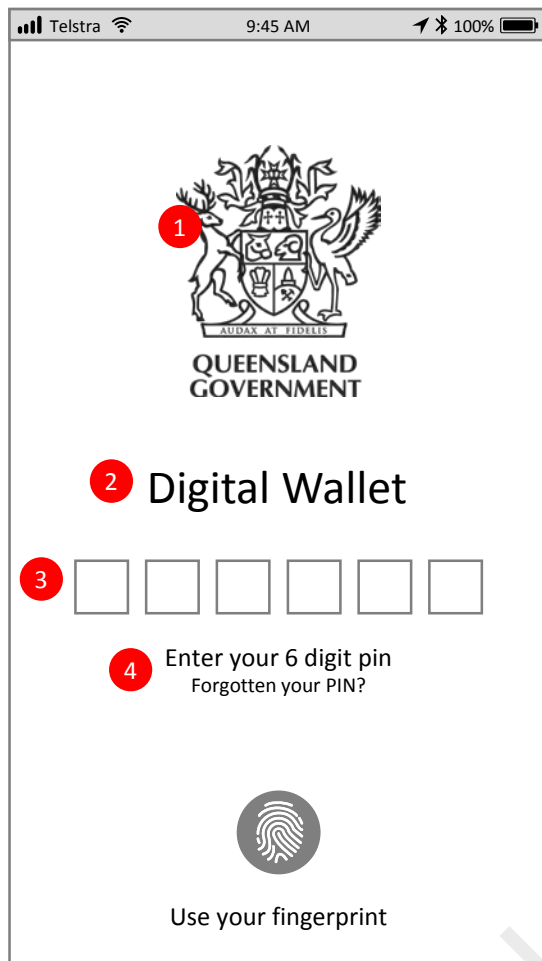 Telstra 9:45 AM 100%
1
AUDAX AT FIDELIS
QUEENSLAND
GOVERNMENT
2 Digital Wallet
3
4 Enter your 6 digit pin
Forgotten your PIN?
Use your fingerprint